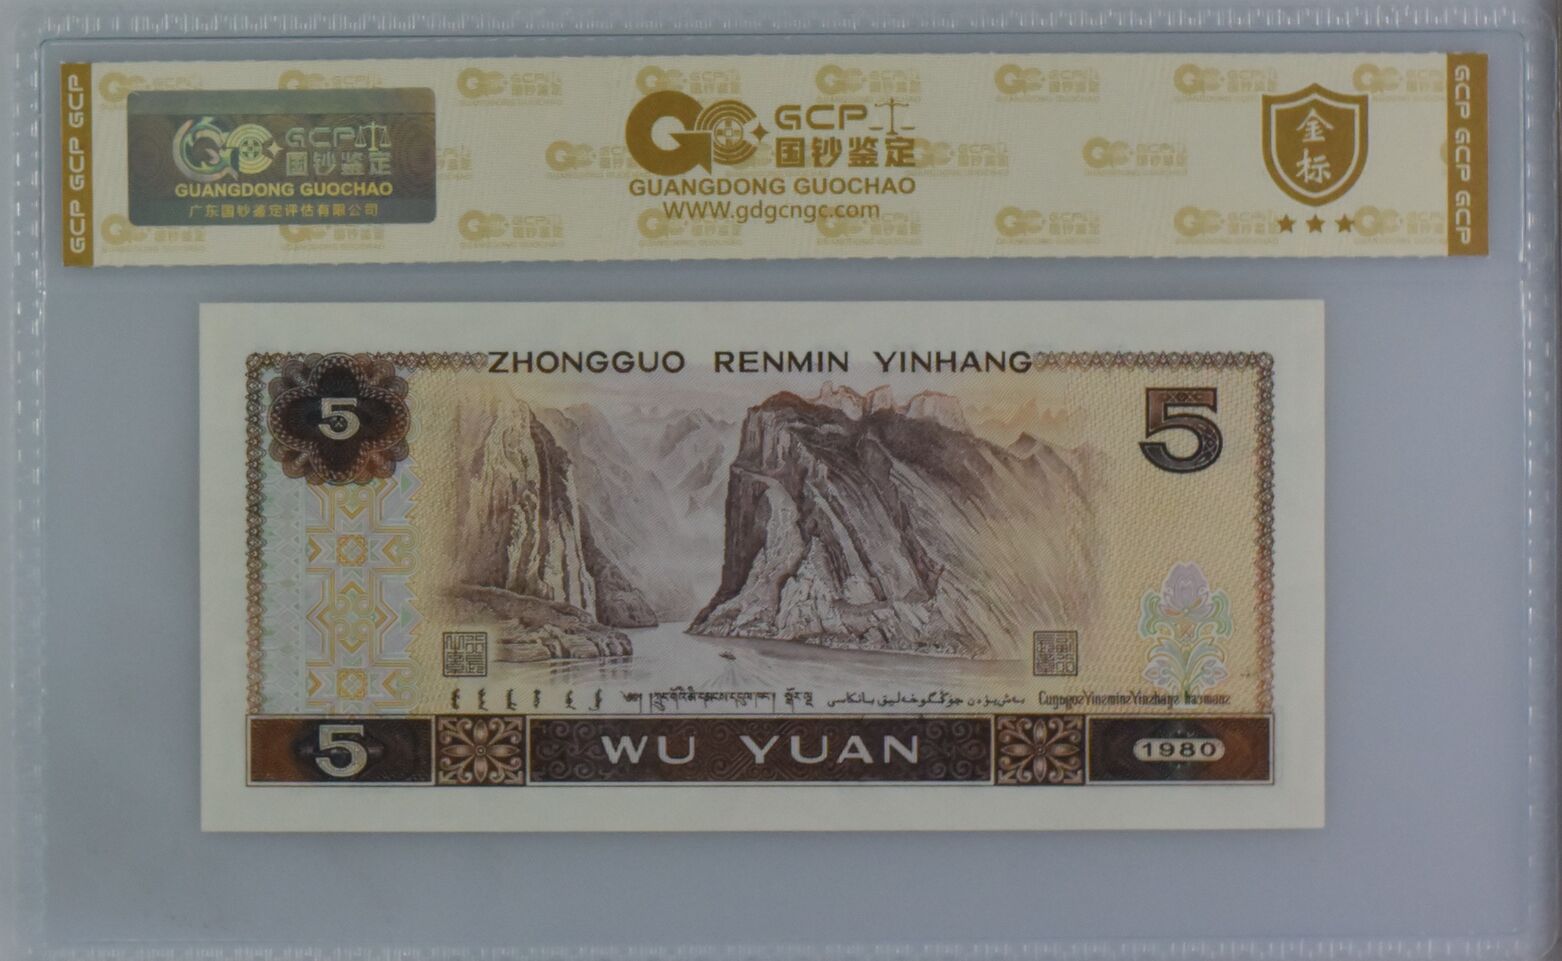 GCP GCP GCP
GCP
国钞鉴定
GUANGDONG GUOCHAO
广东国钞鉴定评估有限公司
GCP
国钞鉴定
GUANGDONG GUOCHAO
WWW.gdgcngc.com
金标
GCP GCP GCP
ZHONGGUO RENMIN YINHANG
5
5
5
WU YUAN
1980